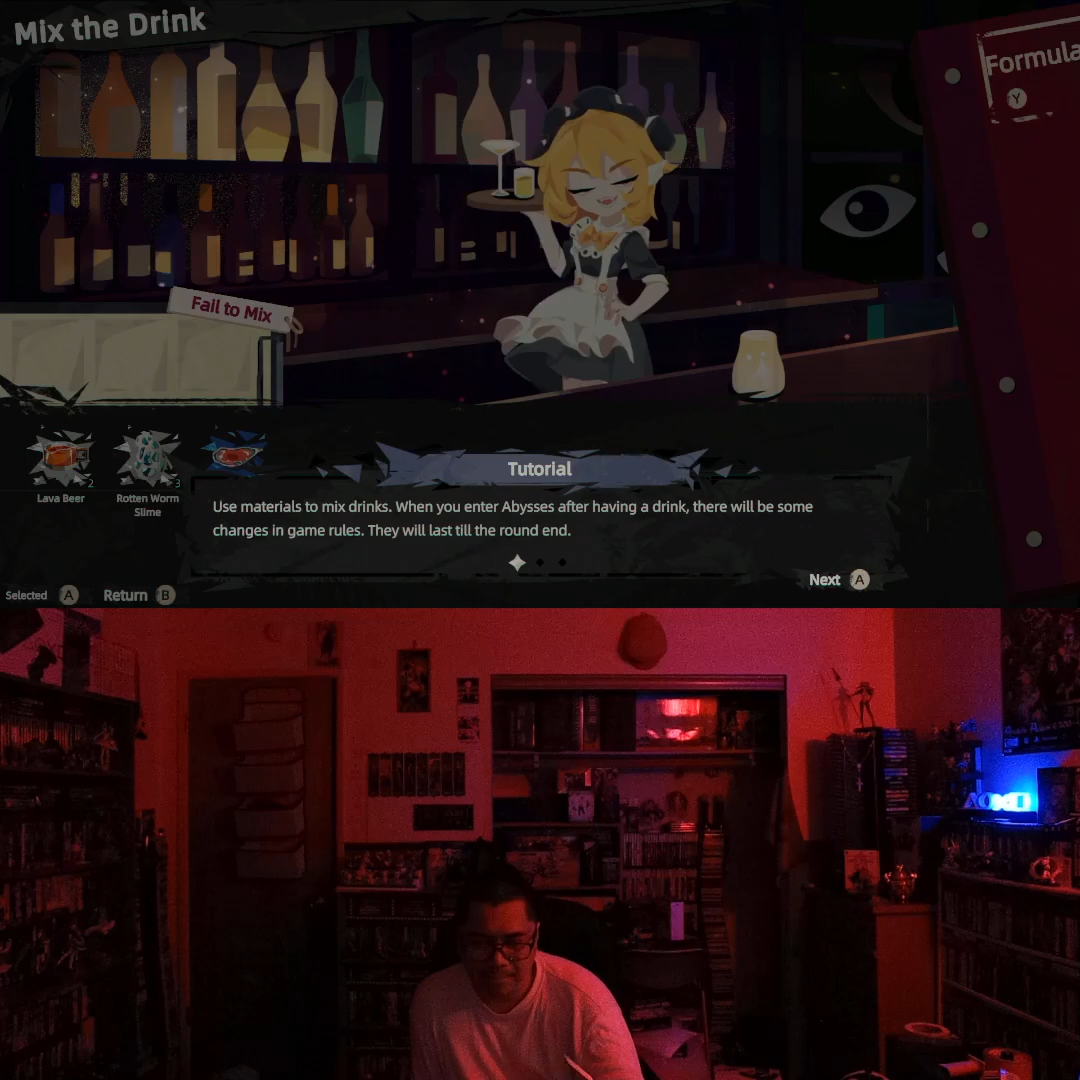 Mix the Drink
Formula
Y
Fail to Mix
2
3
Lava Beer
Rotten Worm
Slime
Tutorial
Use materials to mix drinks. When you enter Abysses after having a drink, there will be some
changes in game rules. They will last till the round end.
Next A
Selected A Return B